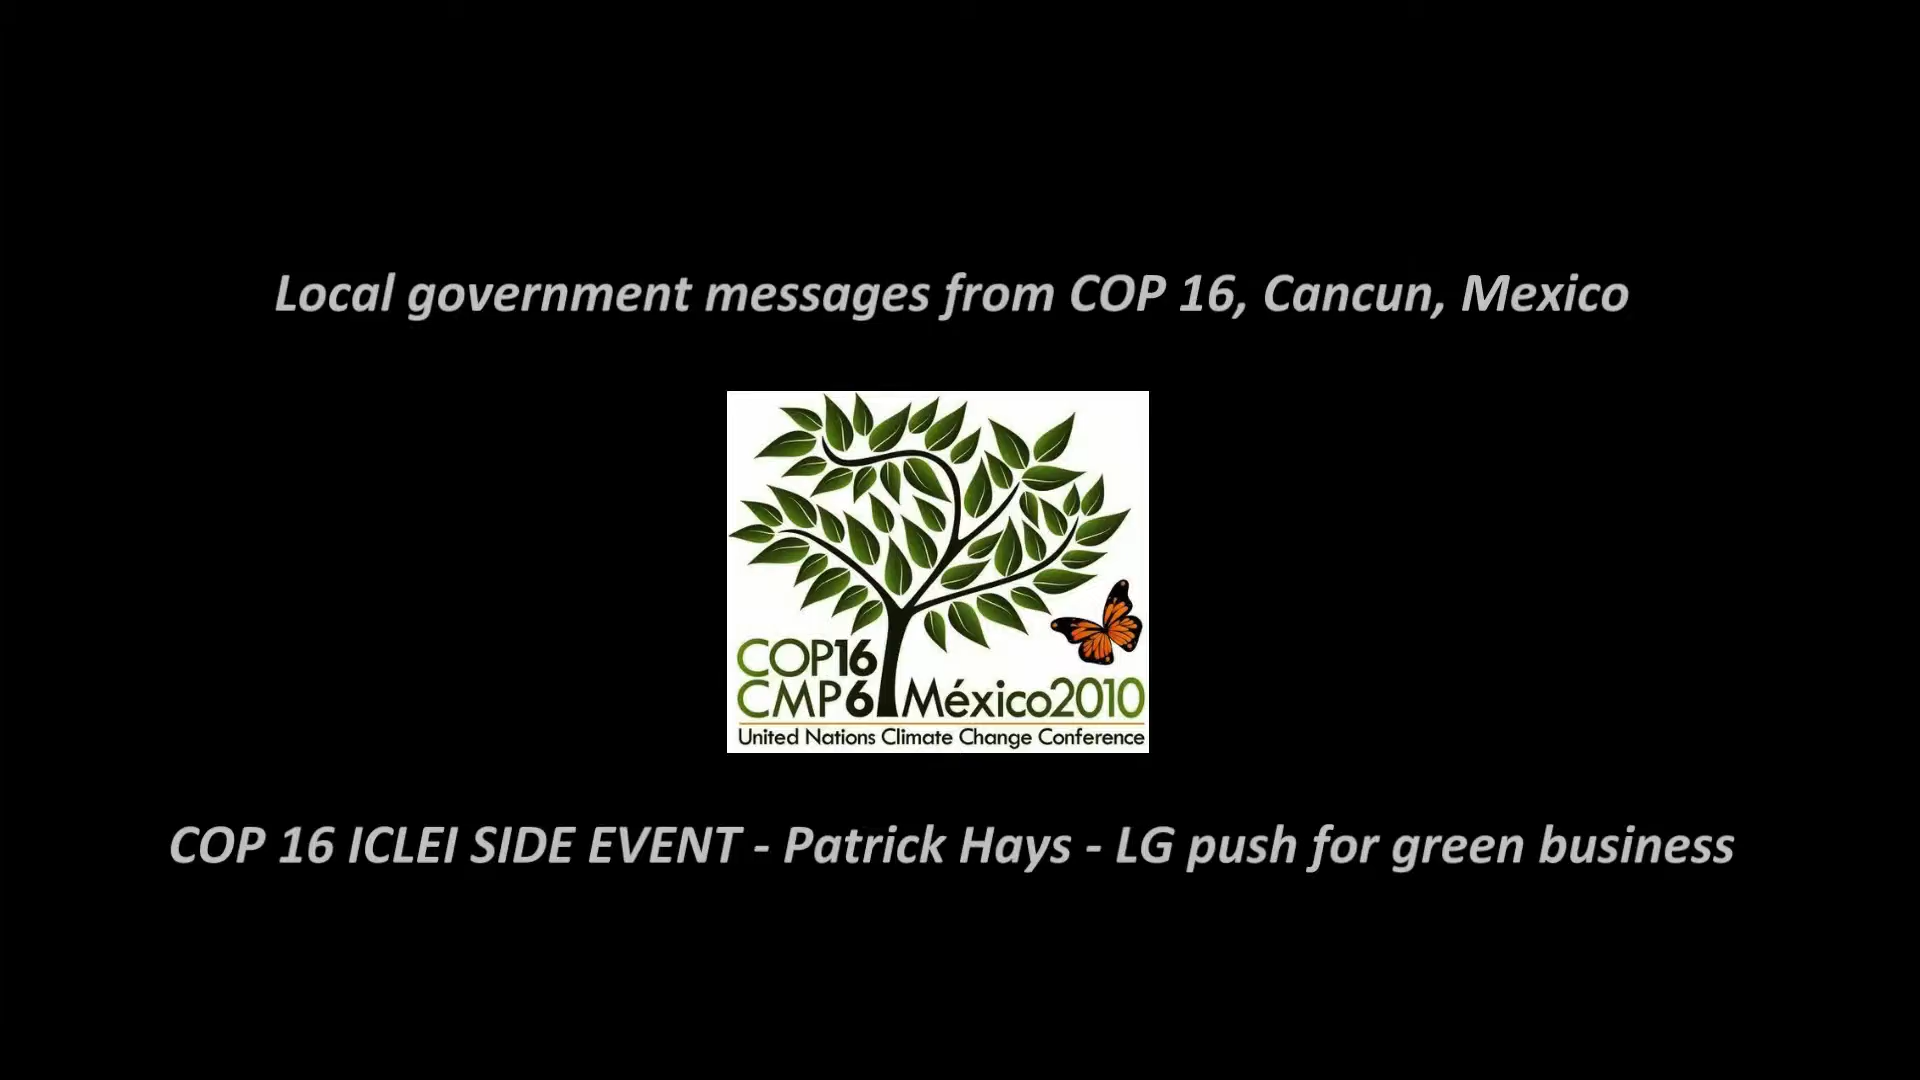 Local government messages from COP 16, Cancun, Mexico
COP16
CMP6 México2010
United Nations Climate Change Conference
COP 16 ICLEI SIDE EVENT - Patrick Hays - LG push for green business